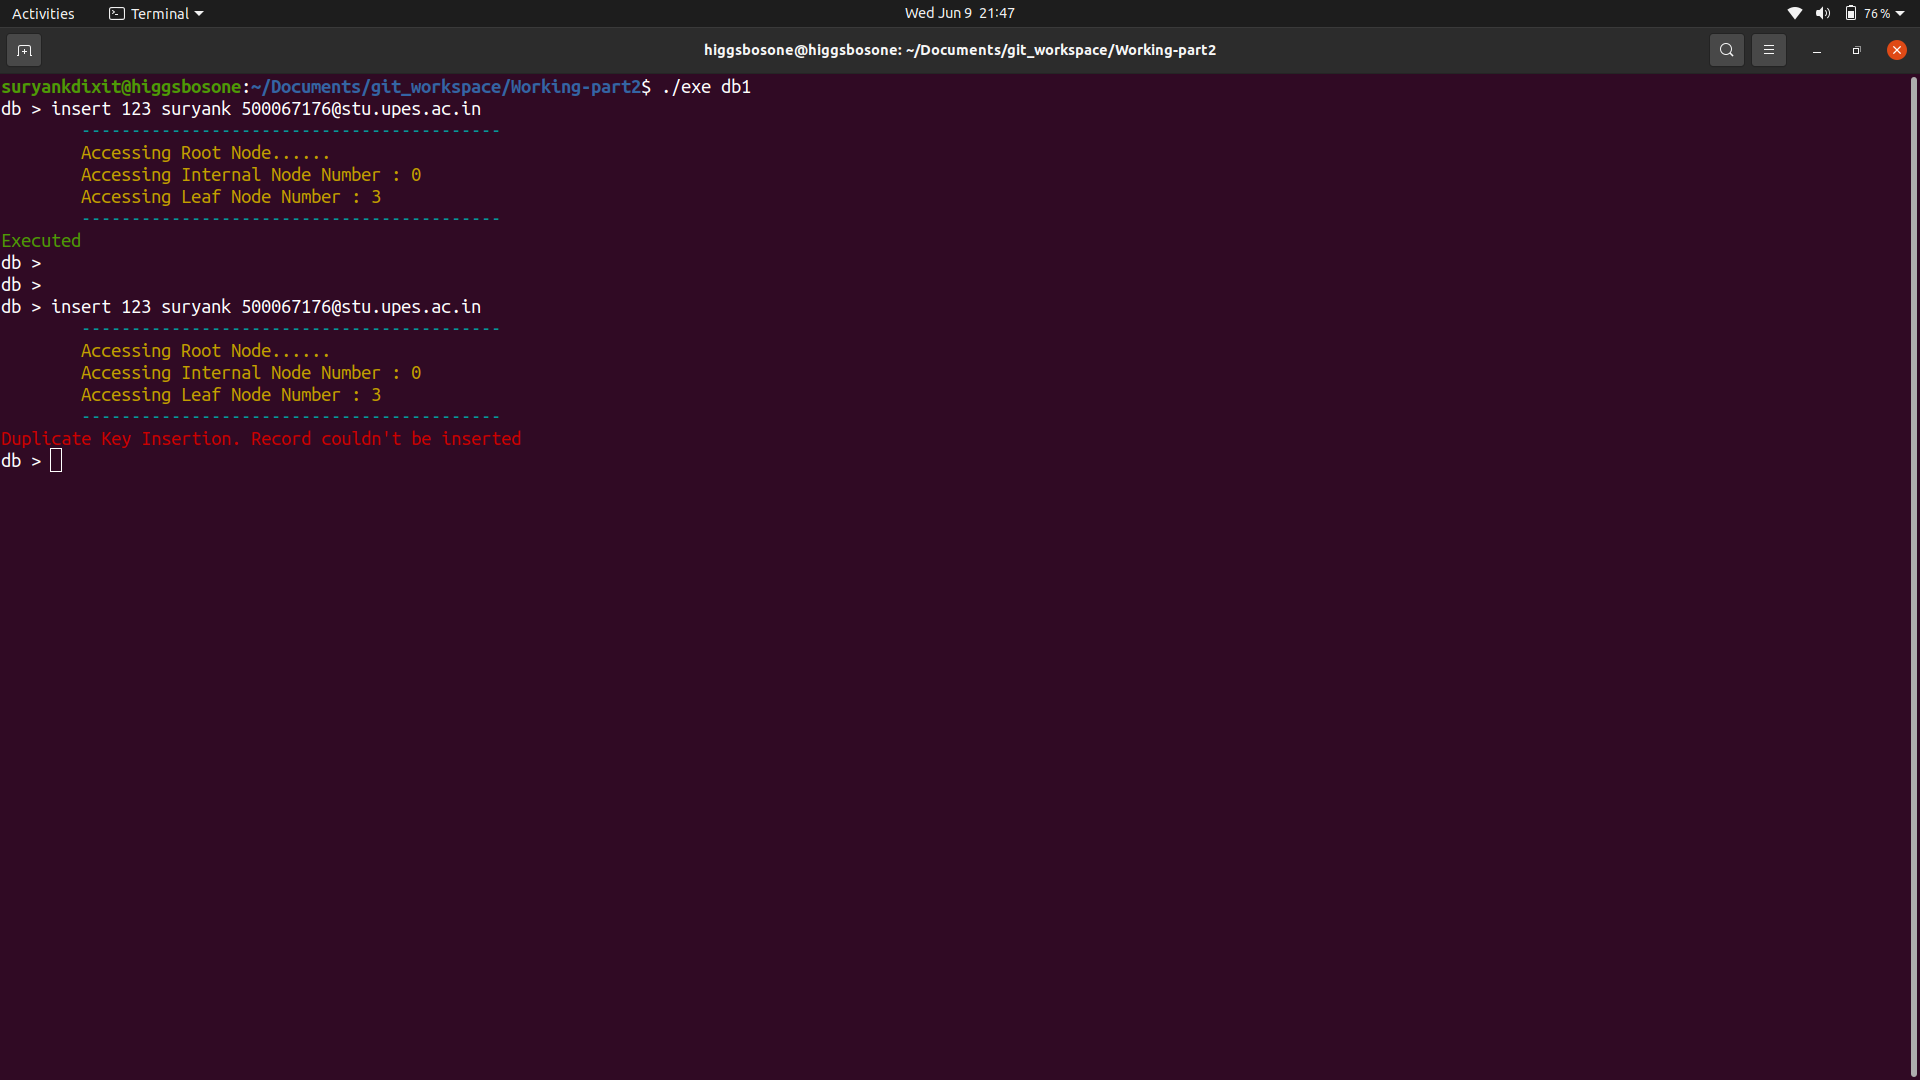 Activities Terminal Wed Jun 9 21:47 76 %
higgsbosone@higgsbosone: ~/Documents/git_workspace/Working-part2
suryankdixit@higgsbosone:~/Documents/git_workspace/Working-part2$ ./exe db1
db > insert 123 suryank 500067176@stu.upes.ac.in
------------------------------------------
Accessing Root Node......
Accessing Internal Node Number : 0
Accessing Leaf Node Number : 3
------------------------------------------
Executed
db >
db >
db > insert 123 suryank 500067176@stu.upes.ac.in
------------------------------------------
Accessing Root Node......
Accessing Internal Node Number : 0
Accessing Leaf Node Number : 3
------------------------------------------
Duplicate Key Insertion. Record couldn't be inserted
db >